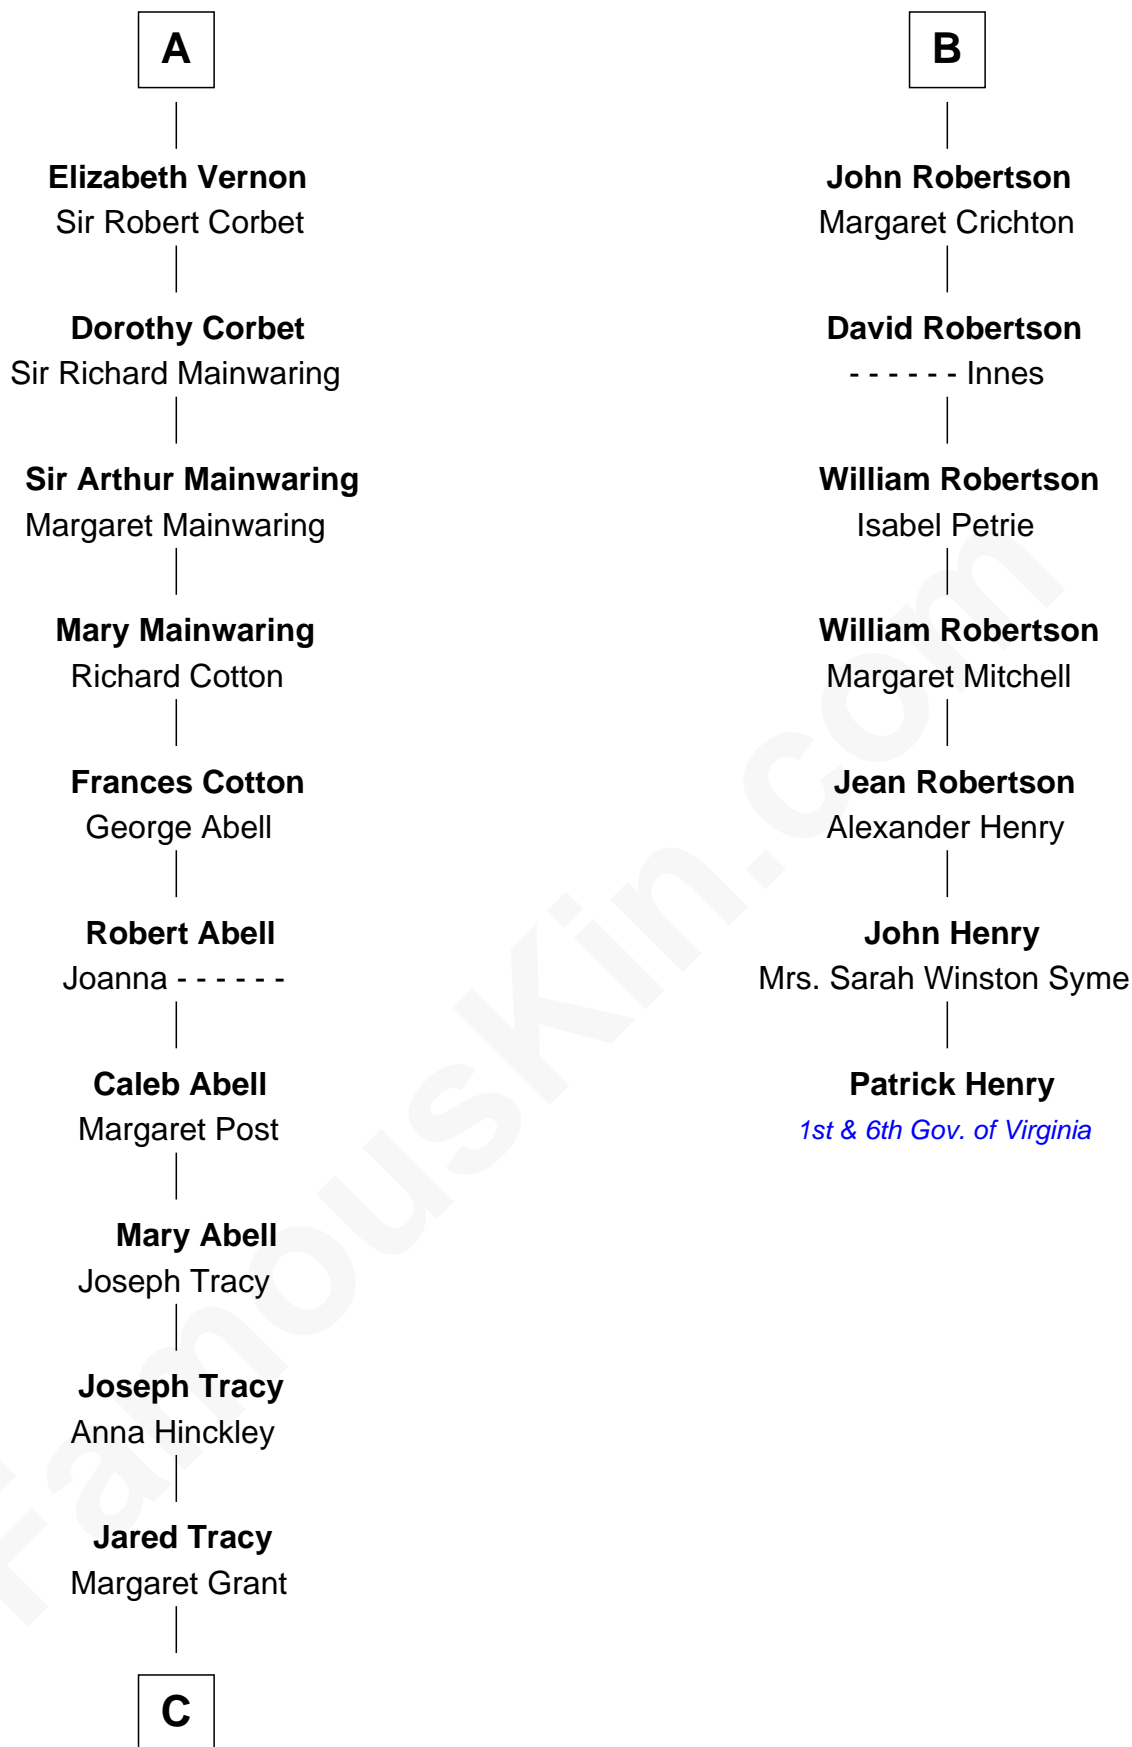 A
Elizabeth Vernon
Sir Robert Corbet
Dorothy Corbet
Sir Richard Mainwaring
Sir Arthur Mainwaring
Margaret Mainwaring
Mary Mainwaring
Richard Cotton
Frances Cotton
George Abell
Robert Abell
Joanna - - - - - -
Caleb Abell
Margaret Post
Mary Abell
Joseph Tracy
Joseph Tracy
Anna Hinckley
Jared Tracy
Margaret Grant
C
B
John Robertson
Margaret Crichton
David Robertson
- - - - - - Innes
William Robertson
Isabel Petrie
William Robertson
Margaret Mitchell
Jean Robertson
Alexander Henry
John Henry
Mrs. Sarah Winston Syme
Patrick Henry
1st & 6th Gov. of Virginia
FamousKin.com